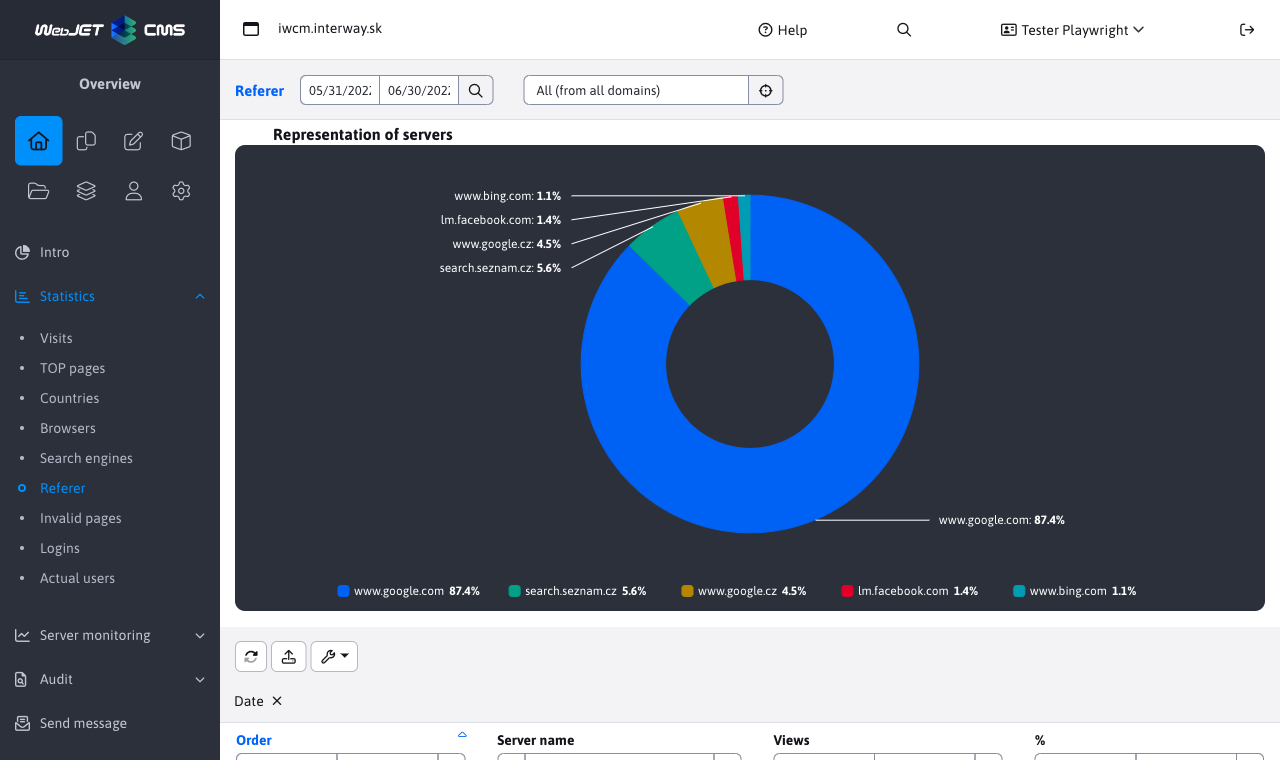 WebJET CMS
iwcm.interway.sk
Help
Tester Playwright
Overview
Referer
05/31/202
06/30/202
All (from all domains)
Intro
Statistics
Visits
TOP pages
Countries
Browsers
Search engines
Referer
Invalid pages
Logins
Actual users
Server monitoring
Audit
Send message
Representation of servers
www.bing.com: 1.1%
lm.facebook.com: 1.4%
www.google.cz: 4.5%
search.seznam.cz: 5.6%
www.google.com: 87.4%
www.google.com 87.4%
search.seznam.cz 5.6%
www.google.cz 4.5%
lm.facebook.com 1.4%
www.bing.com 1.1%
Date ×
Order
Server name
Views
%